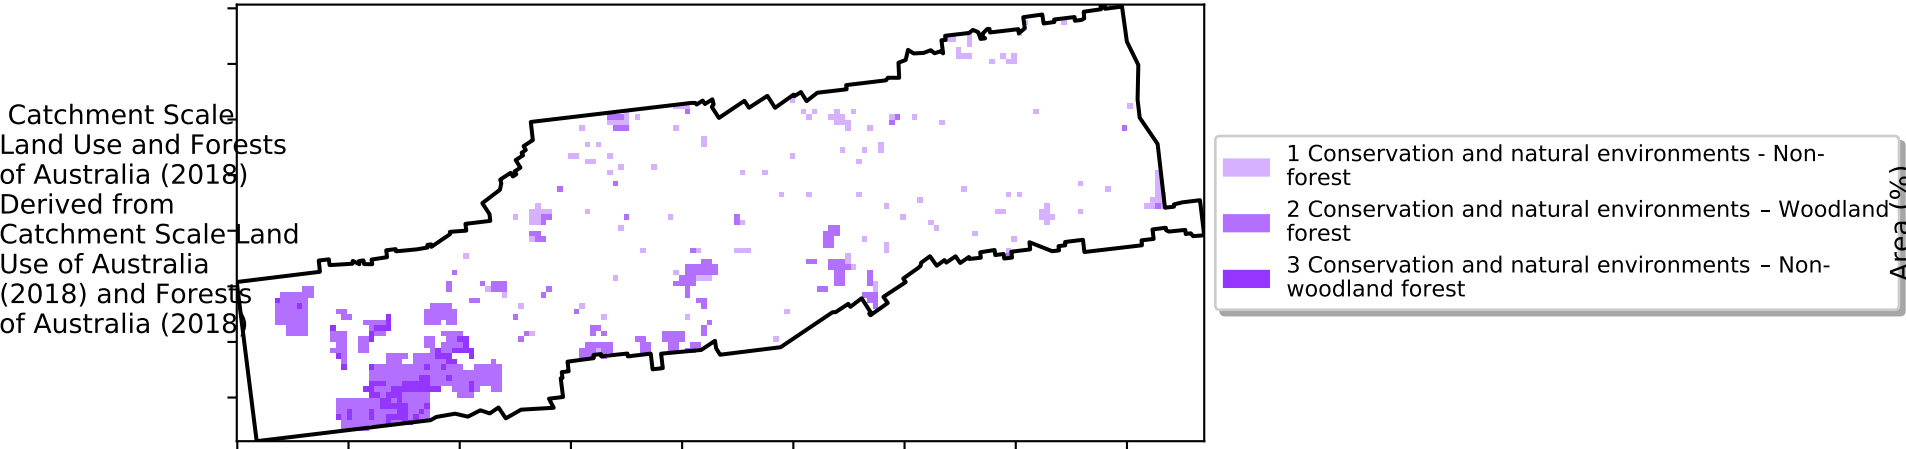 Catchment Scale
Land Use and Forests
of Australia (2018)
Derived from
Catchment Scale Land
Use of Australia
(2018) and Forests
of Australia (2018)
1 Conservation and natural environments - Non-
forest
2 Conservation and natural environments – Woodland
forest
3 Conservation and natural environments – Non-
woodland forest
Area (%)